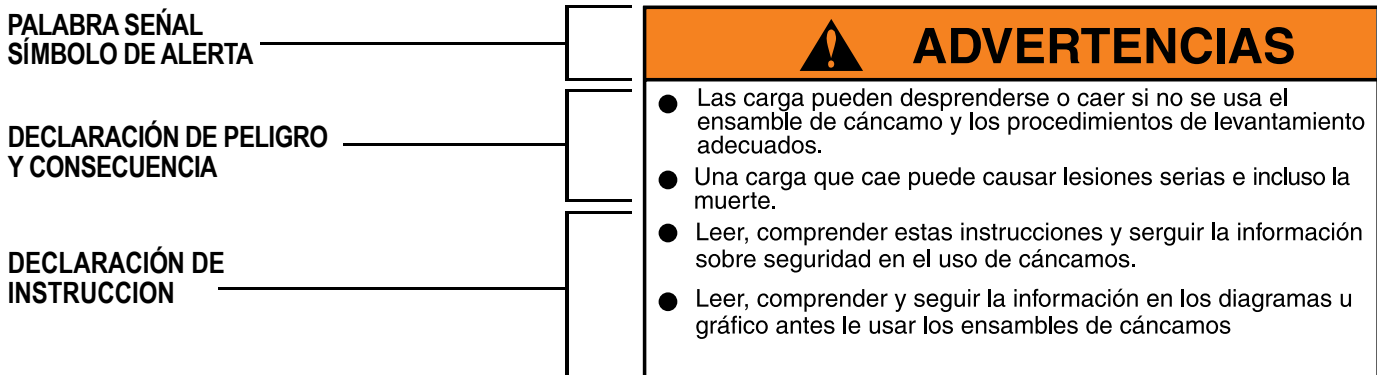 PALABRA SEÑAL
SÍMBOLO DE ALERTA
DECLARACIÓN DE PELIGRO
Y CONSECUENCIA
DECLARACIÓN DE
INSTRUCCION
ADVERTENCIAS
● Las carga pueden desprenderse o caer si no se usa el
ensamble de cáncamo y los procedimientos de levantamiento
adecuados.
● Una carga que cae puede causar lesiones serias e incluso la
muerte.
● Leer, comprender estas instrucciones y serguir la información
sobre seguridad en el uso de cáncamos.
● Leer, comprender y seguir la información en los diagramas u
gráfico antes le usar los ensambles de cáncamos